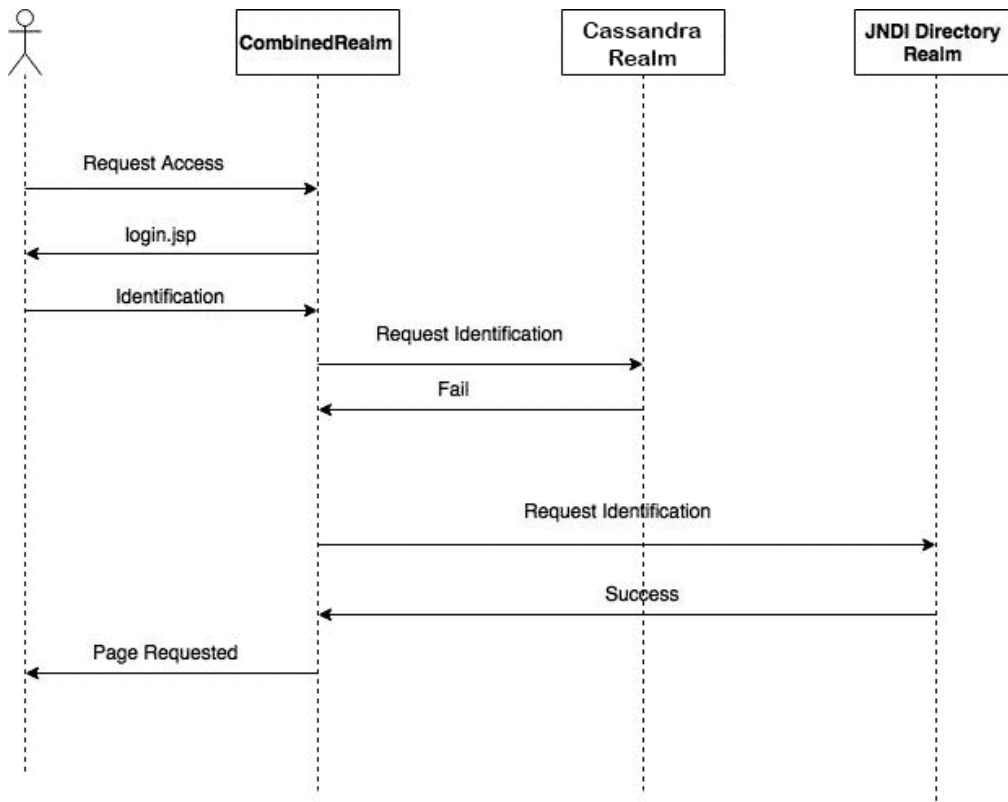 CombinedRealm
Cassandra
Realm
JNDI Directory
Realm
Request Access
login.jsp
Identification
Request Identification
Fail
Request Identification
Success
Page Requested